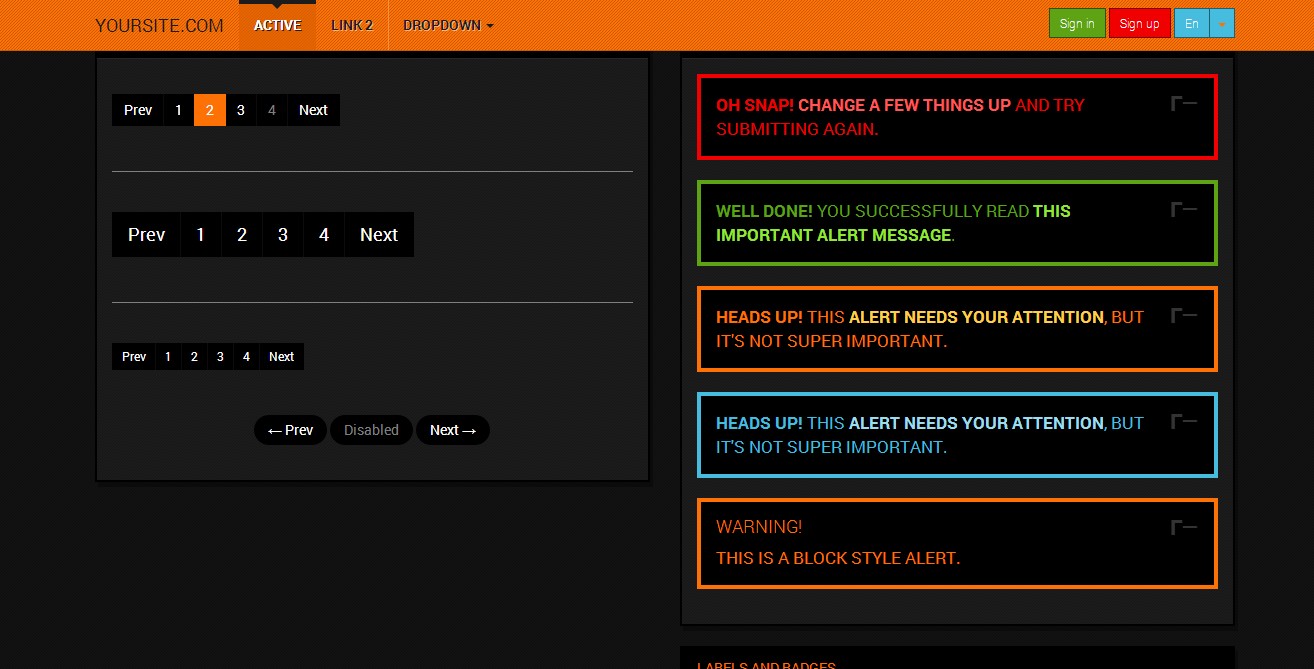 YOURSITE.COM ACTIVE LINK 2 DROPDOWN Sign in Sign up En
Prev 1 2 3 4 Next
Prev 1 2 3 4 Next
Prev 1 2 3 4 Next
← Prev Disabled Next →
OH SNAP! CHANGE A FEW THINGS UP AND TRY
SUBMITTING AGAIN.
WELL DONE! YOU SUCCESSFULLY READ THIS
IMPORTANT ALERT MESSAGE.
HEADS UP! THIS ALERT NEEDS YOUR ATTENTION, BUT
IT'S NOT SUPER IMPORTANT.
HEADS UP! THIS ALERT NEEDS YOUR ATTENTION, BUT
IT'S NOT SUPER IMPORTANT.
WARNING!
THIS IS A BLOCK STYLE ALERT.
LABELS AND BADGES